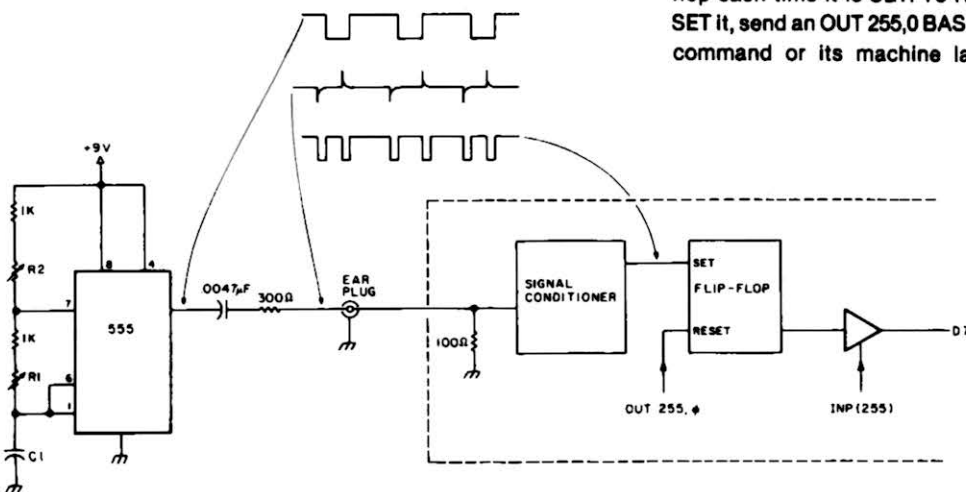 SET it, send an OUT 255,0 BAS
command or its machine la
+9V
1K
8
4
R2
7
.0047µF
300Ω
EAR
PLUG
SIGNAL
CONDITIONER
SET
FLIP-FLOP
555
1K
100Ω
RESET
D7
R1
6
1
OUT 255,ϕ
INP (255)
C1